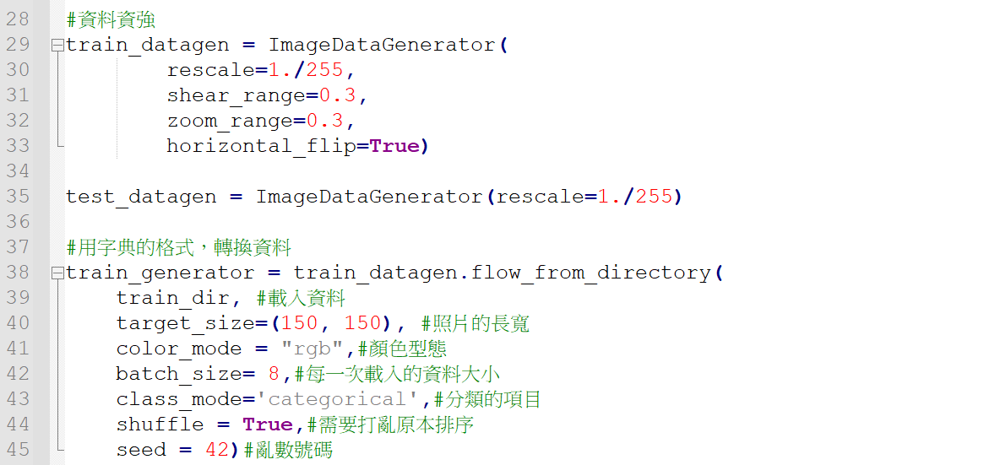 28 #資料資強
29 train_datagen = ImageDataGenerator(
30         rescale=1./255,
31         shear_range=0.3,
32         zoom_range=0.3,
33         horizontal_flip=True)
34
35 test_datagen = ImageDataGenerator(rescale=1./255)
36
37 #用字典的格式，轉換資料
38 train_generator = train_datagen.flow_from_directory(
39     train_dir, #載入資料
40     target_size=(150, 150), #照片的長寬
41     color_mode = "rgb",#顏色型態
42     batch_size= 8,#每一次載入的資料大小
43     class_mode='categorical',#分類的項目
44     shuffle = True,#需要打亂原本排序
45     seed = 42)#亂數號碼